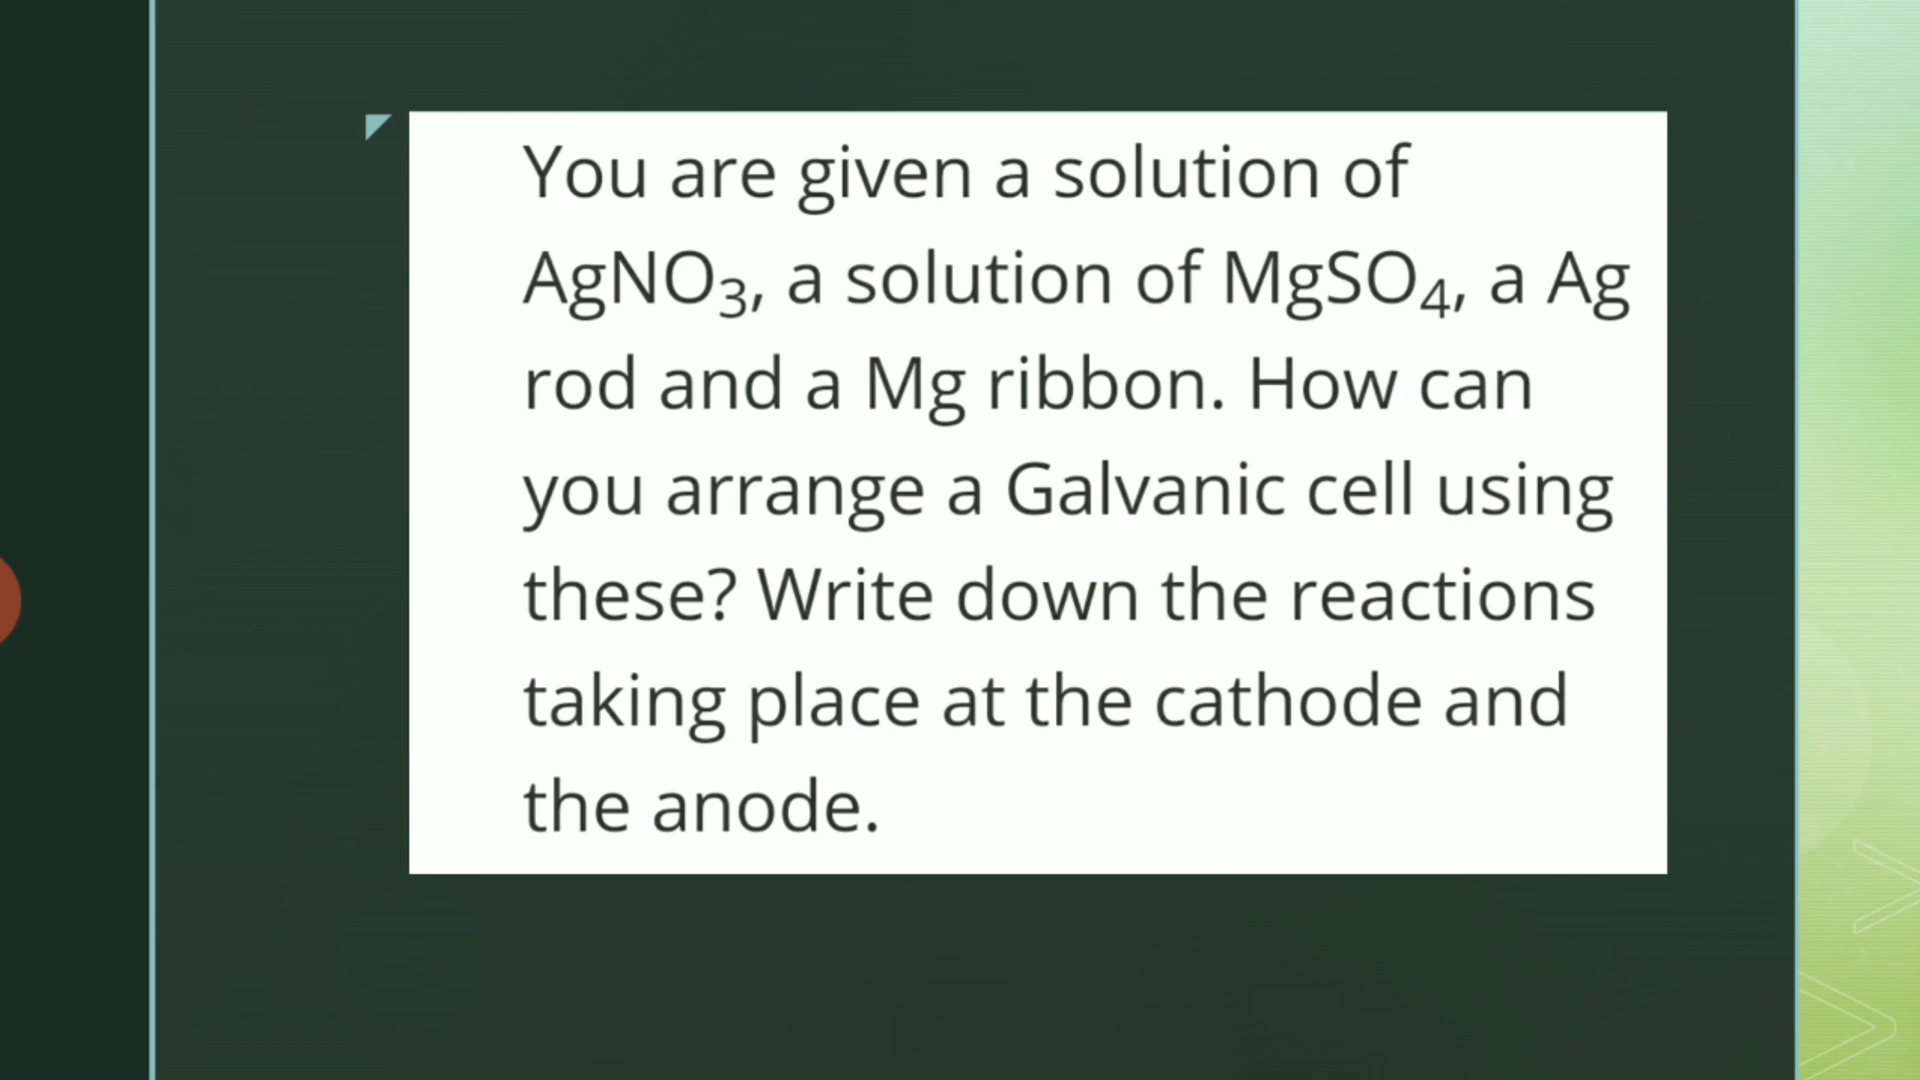 You are given a solution of
AgNO₃, a solution of MgSO₄, a Ag
rod and a Mg ribbon. How can
you arrange a Galvanic cell using
these? Write down the reactions
taking place at the cathode and
the anode.